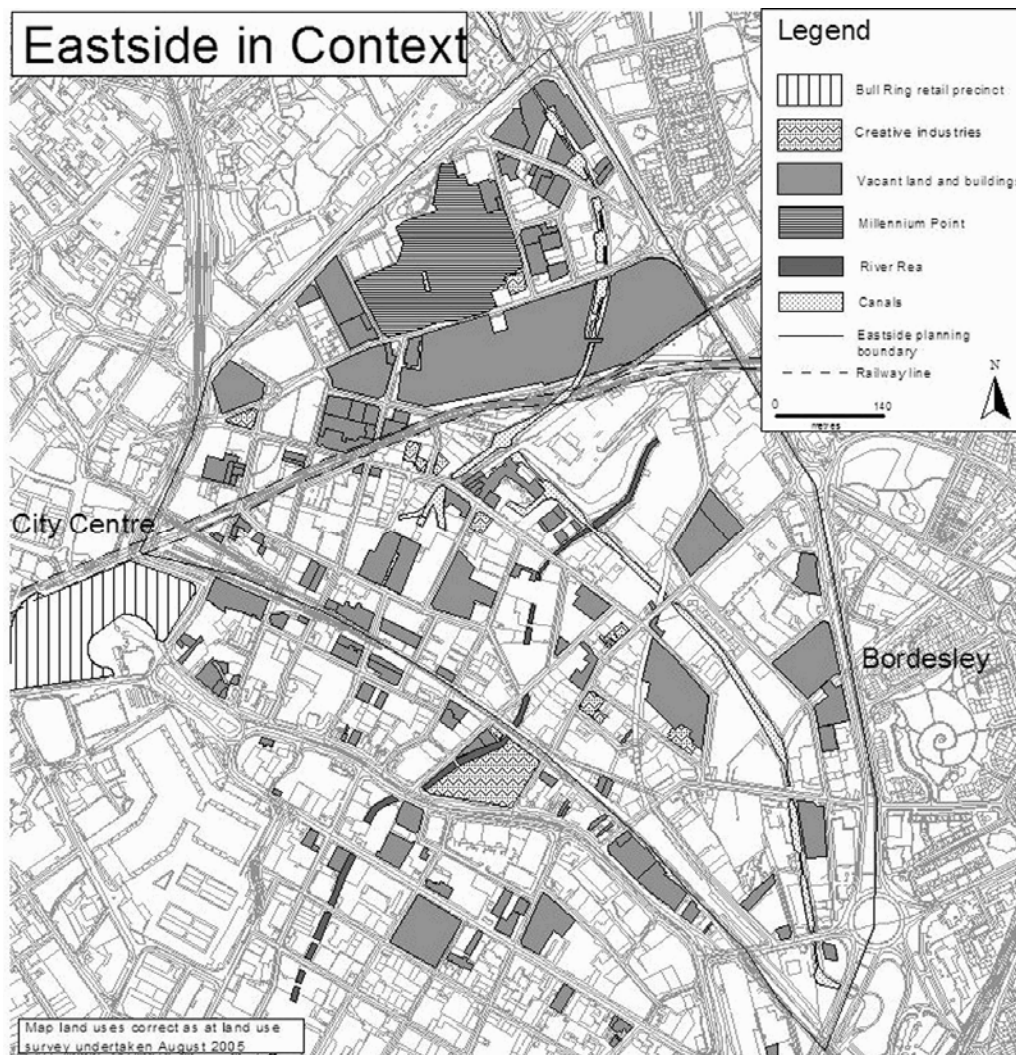 Eastside in Context
Legend
Bull Ring retail precinct
Creative industries
Vacant land and buildings
Millennium Point
River Rea
Canals
Eastside planning
boundary
Railway line
N
0 140
metres
City Centre
Bordesley
Map land uses correct as at land use
survey undertaken August 2005